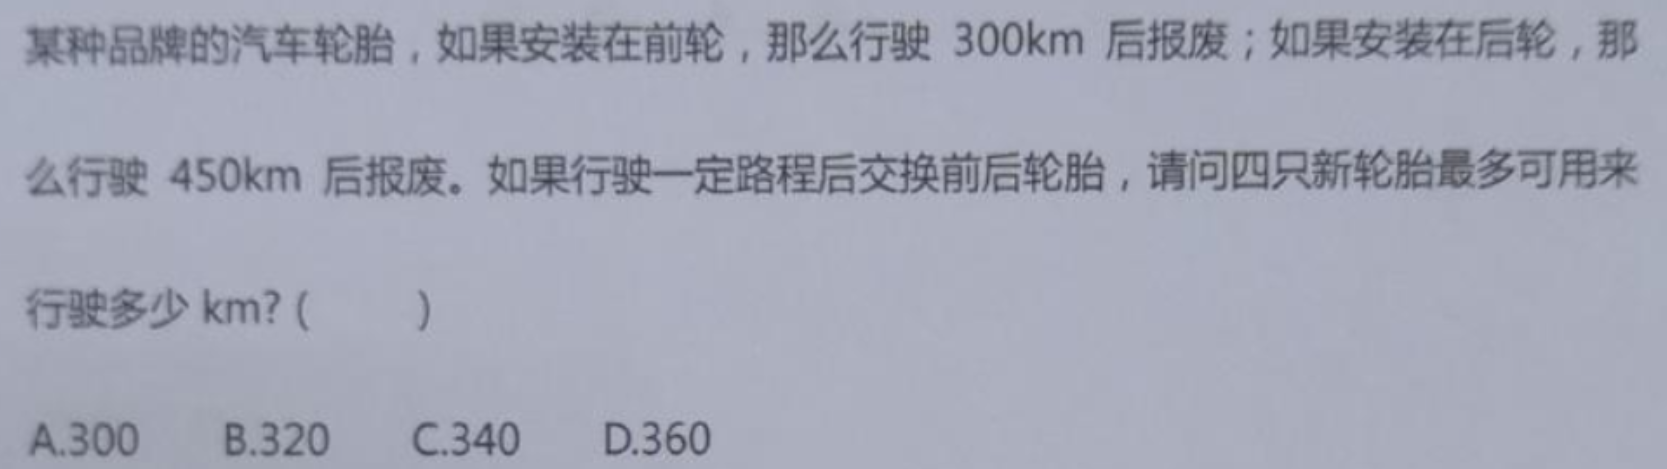 某种品牌的汽车轮胎，如果安装在前轮，那么行驶 300km 后报废；如果安装在后轮，那
么行驶 450km 后报废。如果行驶一定路程后交换前后轮胎，请问四只新轮胎最多可用来
行驶多少 km? (　　)
A.300　　B.320　　C.340　　D.360